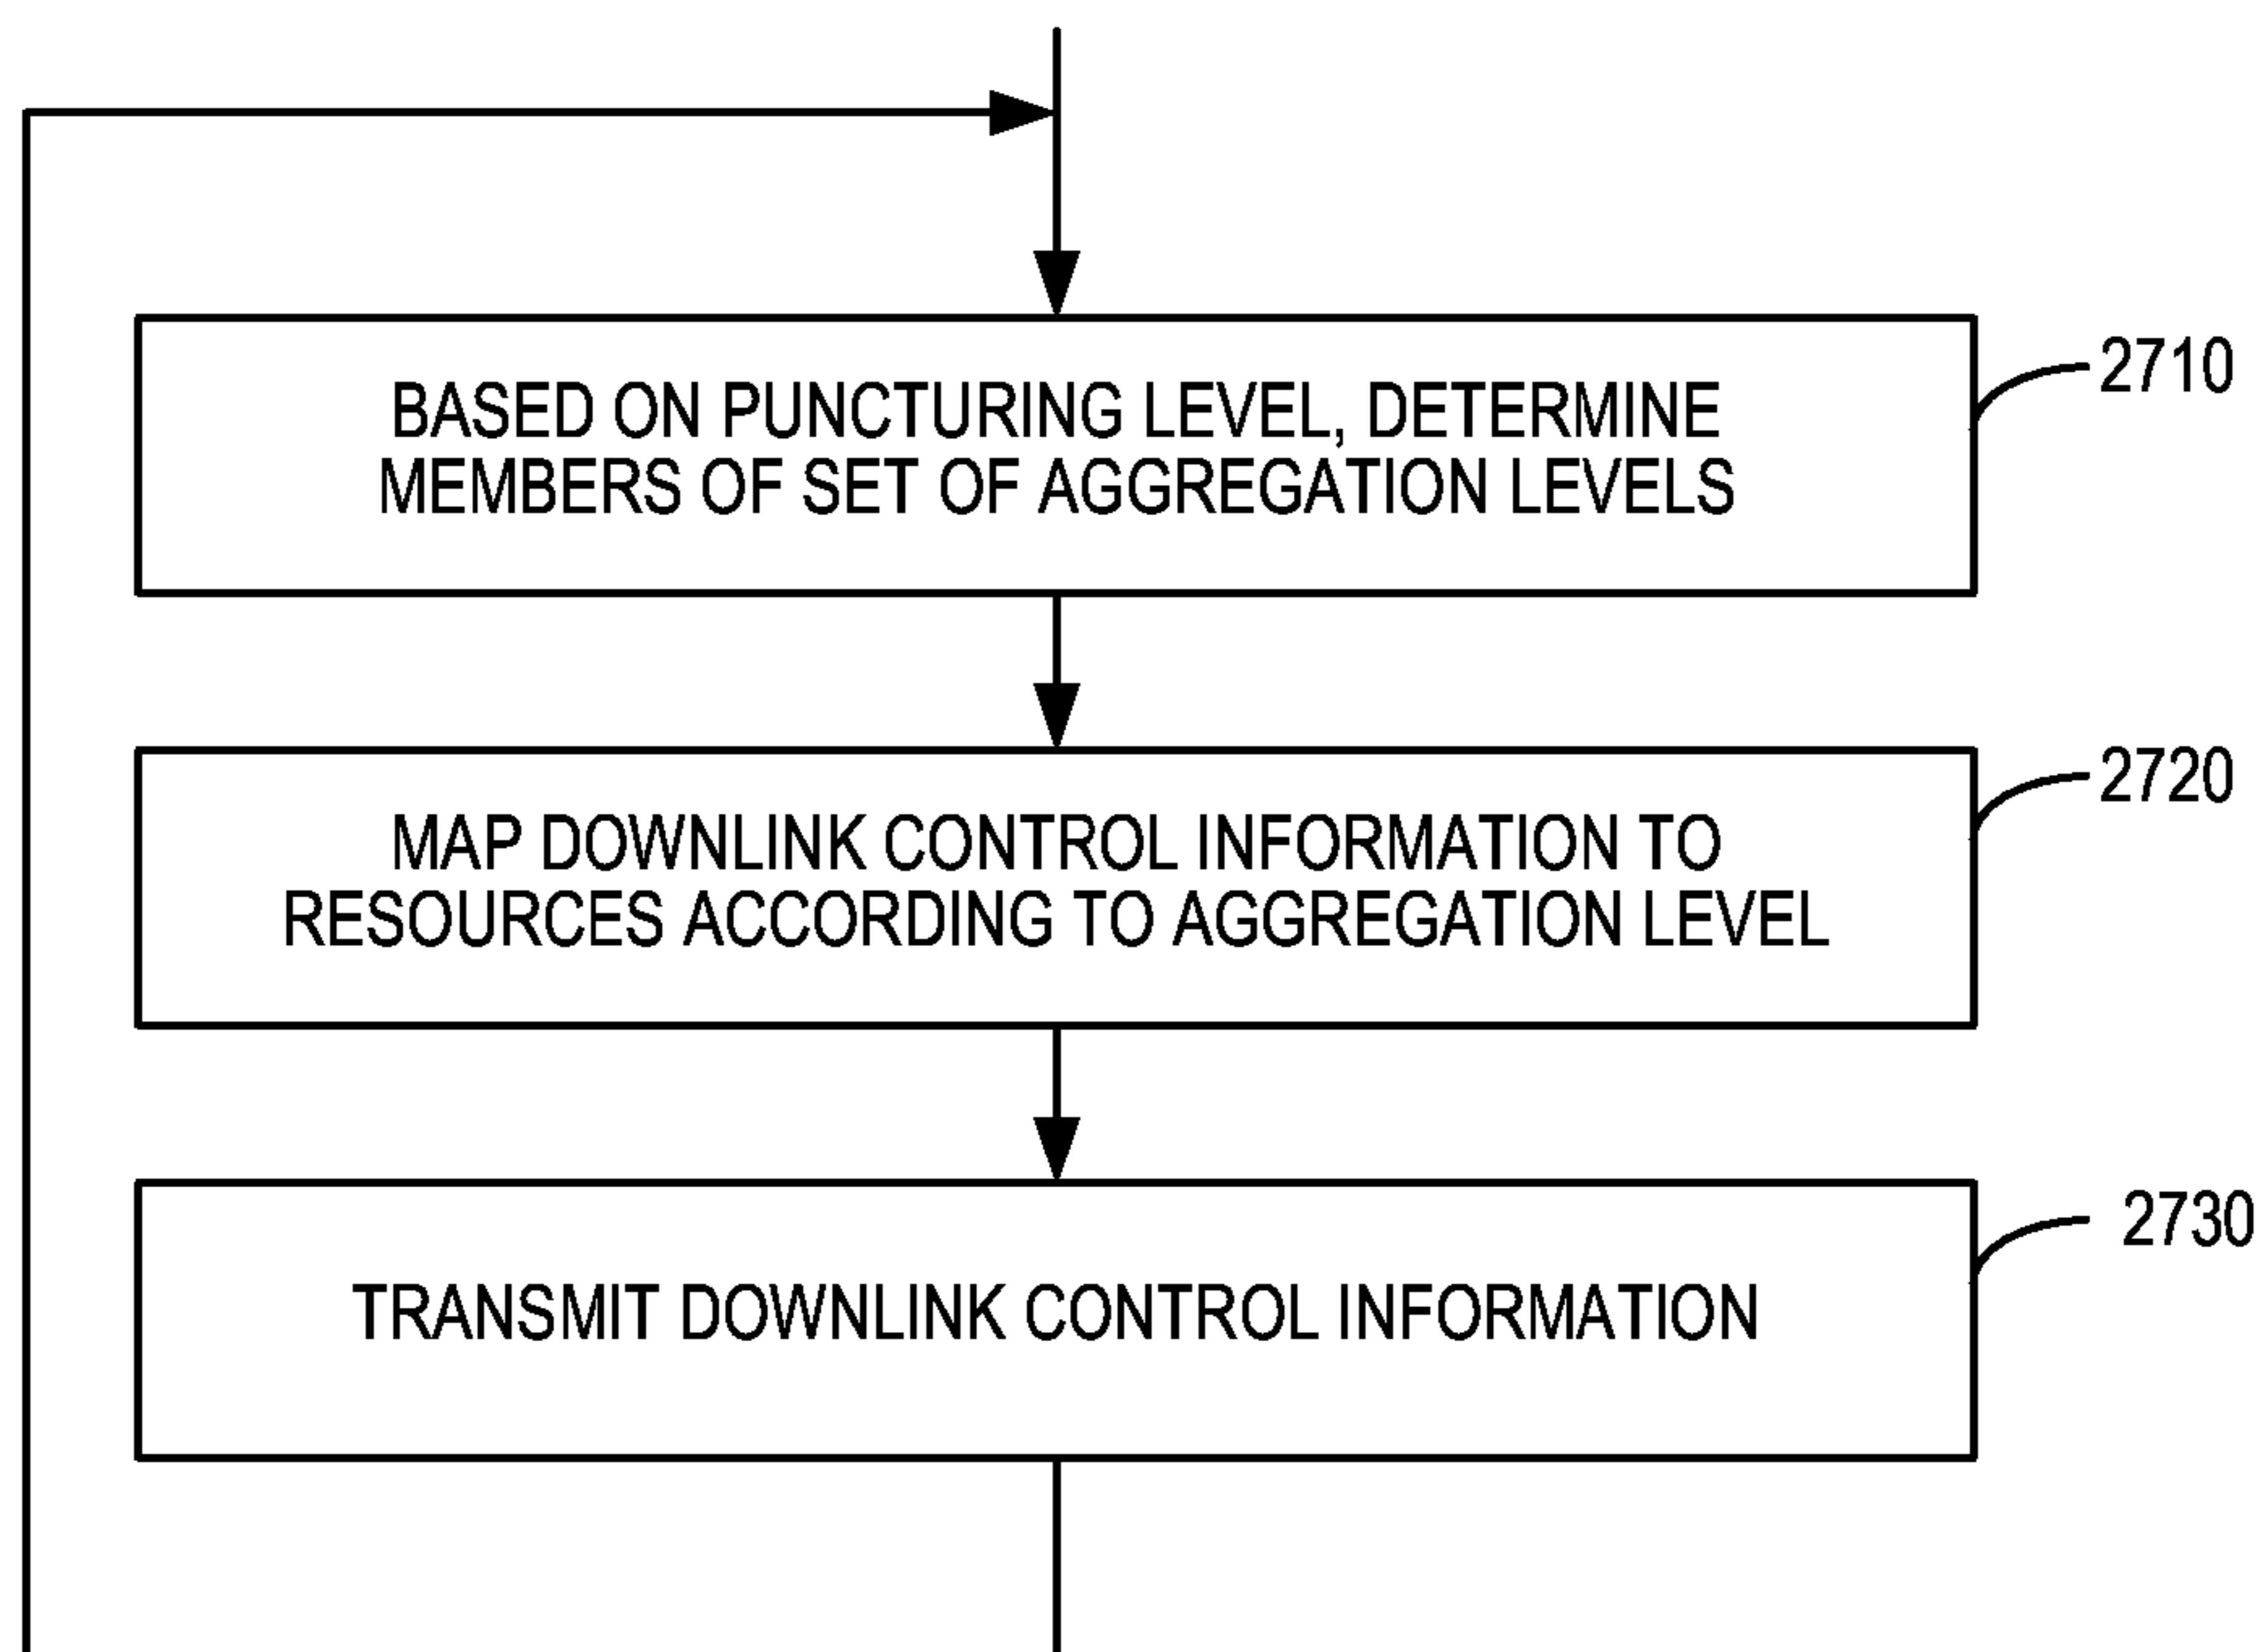 BASED ON PUNCTURING LEVEL, DETERMINE
MEMBERS OF SET OF AGGREGATION LEVELS
2710
MAP DOWNLINK CONTROL INFORMATION TO
RESOURCES ACCORDING TO AGGREGATION LEVEL
2720
TRANSMIT DOWNLINK CONTROL INFORMATION
2730